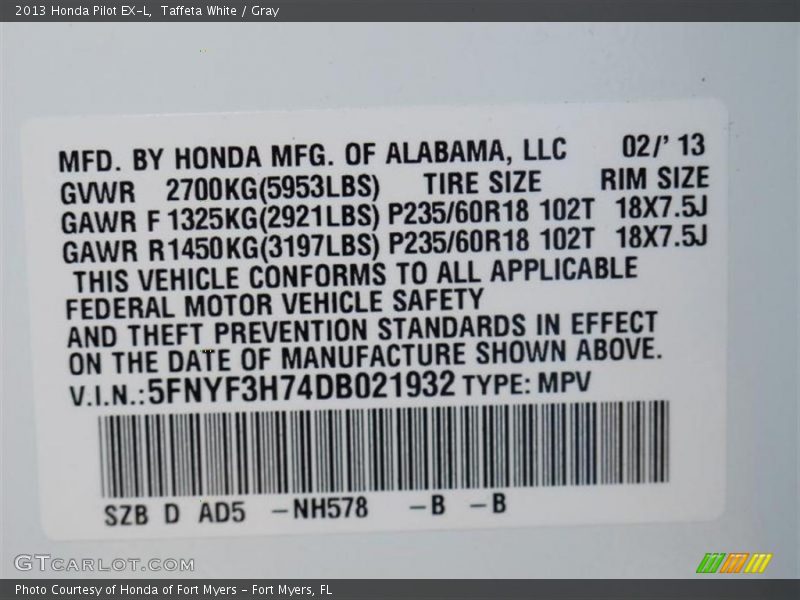 2013 Honda Pilot EX-L, Taffeta White / Gray
MFD. BY HONDA MFG. OF ALABAMA, LLC 02/' 13
GVWR 2700KG(5953LBS) TIRE SIZE RIM SIZE
GAWR F 1325KG(2921LBS) P235/60R18 102T 18X7.5J
GAWR R1450KG(3197LBS) P235/60R18 102T 18X7.5J
THIS VEHICLE CONFORMS TO ALL APPLICABLE
FEDERAL MOTOR VEHICLE SAFETY
AND THEFT PREVENTION STANDARDS IN EFFECT
ON THE DATE OF MANUFACTURE SHOWN ABOVE.
V.I.N.:5FNYF3H74DB021932 TYPE: MPV
SZB D AD5 -NH578 -B -B
GTCARLOT.COM
Photo Courtesy of Honda of Fort Myers - Fort Myers, FL